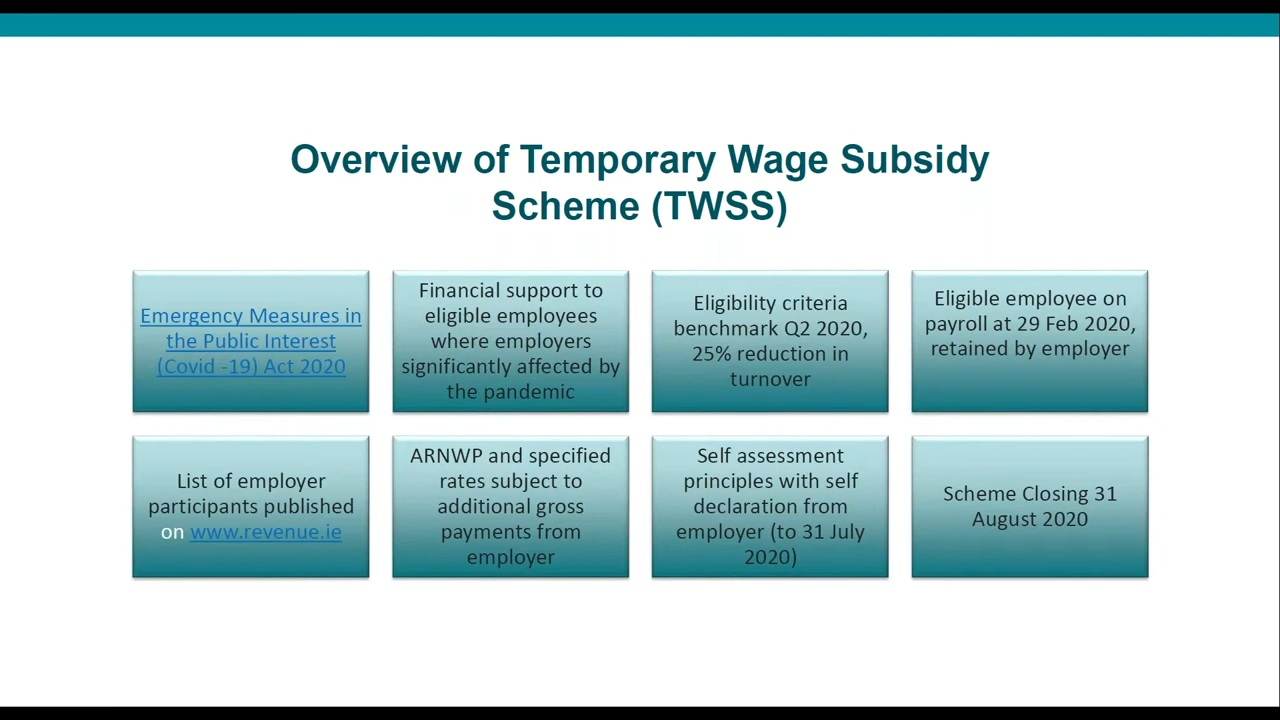 Overview of Temporary Wage Subsidy
Scheme (TWSS)
Emergency Measures in
the Public Interest
(Covid -19) Act 2020
Financial support to
eligible employees
where employers
significantly affected by
the pandemic
Eligibility criteria
benchmark Q2 2020,
25% reduction in
turnover
Eligible employee on
payroll at 29 Feb 2020,
retained by employer
List of employer
participants published
on www.revenue.ie
ARNWP and specified
rates subject to
additional gross
payments from
employer
Self assessment
principles with self
declaration from
employer (to 31 July
2020)
Scheme Closing 31
August 2020